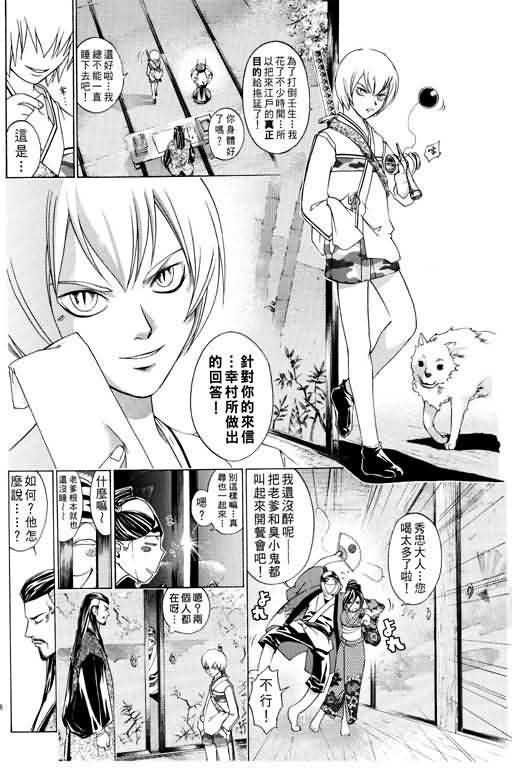 為了打倒壬生…我
花了不少時間…所
以把來江戶的真正
目的給拖延了！
你身體好
了嗎？
還好啦…我
總不能一直
睡下去吧！
這是…
針對你的來信
…幸村所做出
的回答！
秀忠大人…您
喝太多了啦！
我還沒醉呢──
把老爹和臭小鬼都
叫起來開餐會吧！
よれ
よれ
不行！
別這樣嘛…真
尋也一起來…
嗯？
什麼嘛～
老爹根本就也
還沒睡～
嗯？兩
個人都
在呀…
如何？他怎
麼說……？